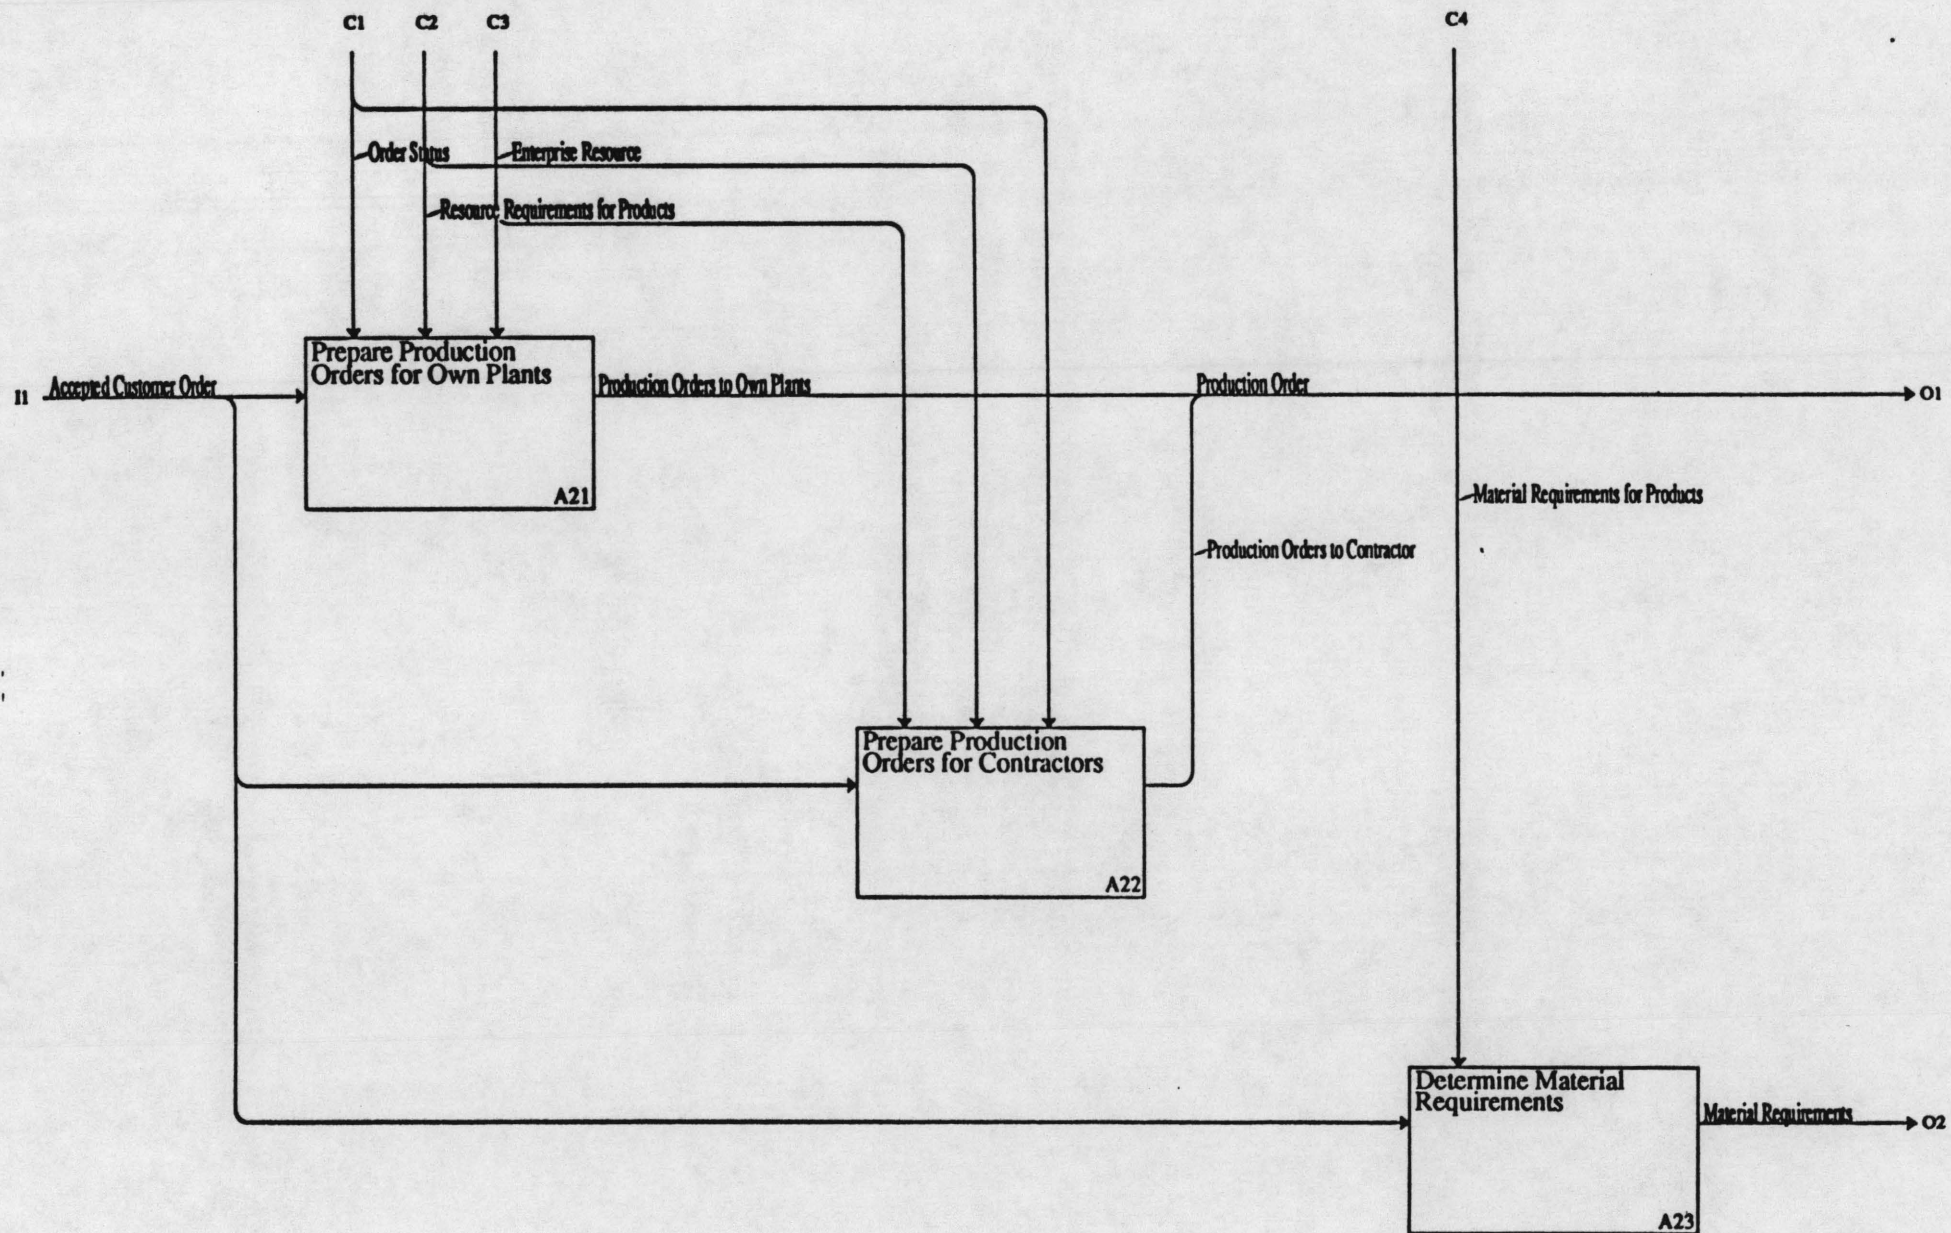 C1 C2 C3 C4
Order Status
Enterprise Resource
Resource Requirements for Products
Prepare Production
Orders for Own Plants
A21
I1 Accepted Customer Order
Production Orders to Own Plants
Production Order
O1
Material Requirements for Products
Production Orders to Contractor
Prepare Production
Orders for Contractors
A22
Determine Material
Requirements
A23
Material Requirements
O2